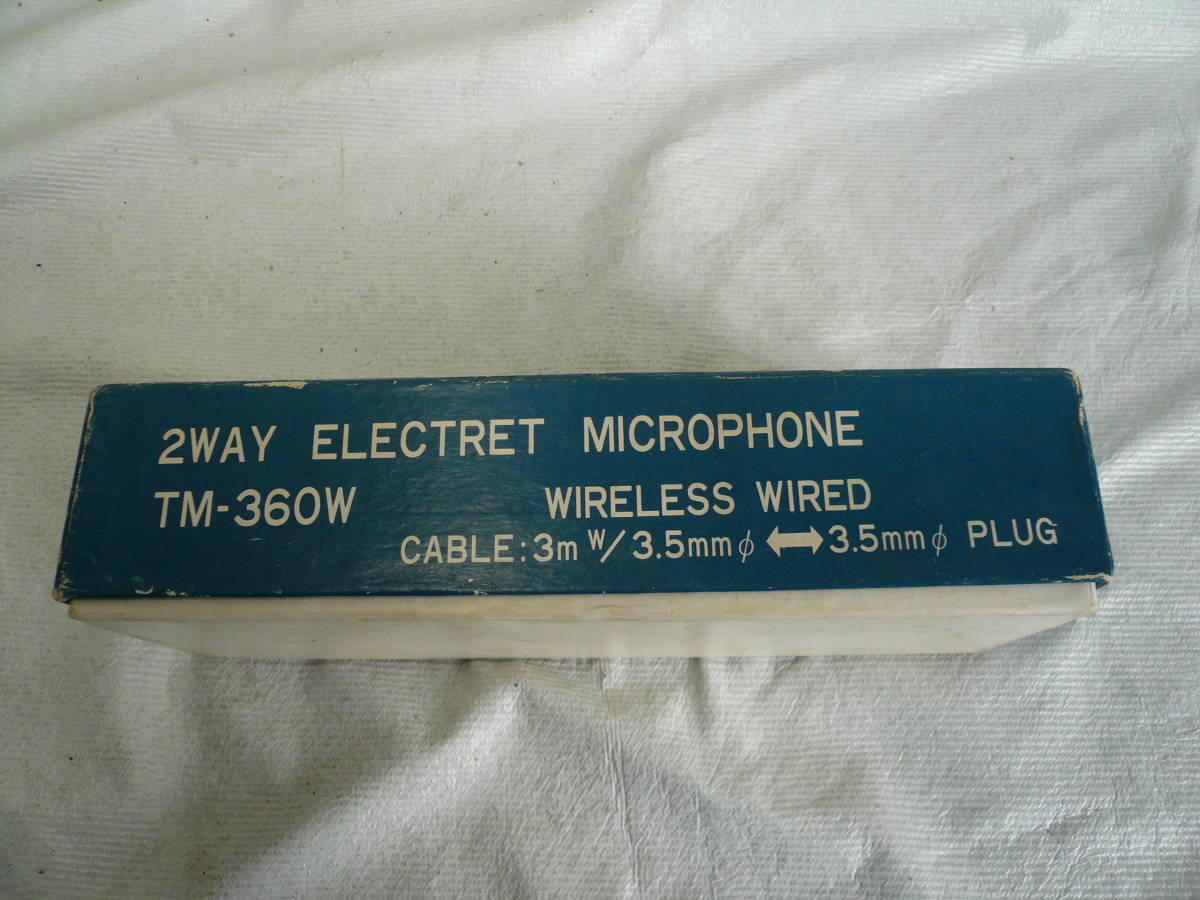 2WAY ELECTRET MICROPHONE
TM-360W WIRELESS WIRED
CABLE:3m W/ 3.5mmφ ⟷ 3.5mmφ PLUG